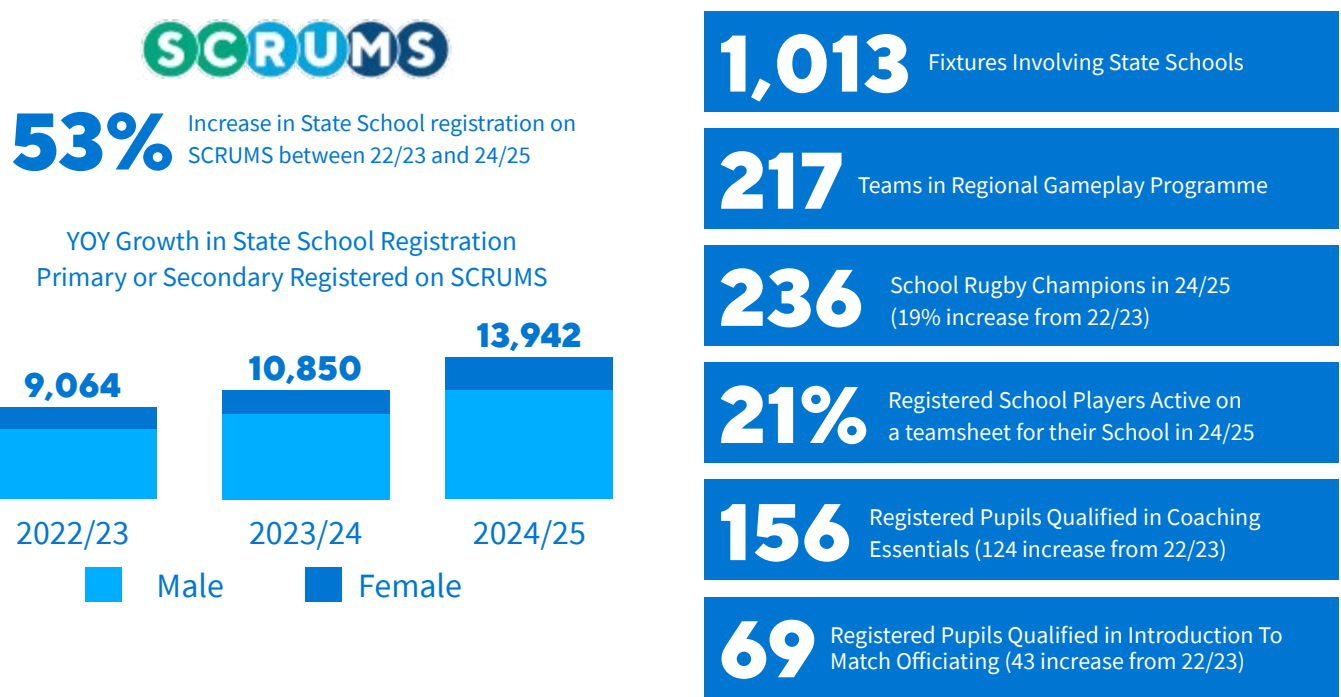 SCRUMS
53%
Increase in State School registration on
SCRUMS between 22/23 and 24/25
YOY Growth in State School Registration
Primary or Secondary Registered on SCRUMS
9,064
10,850
13,942
2022/23
2023/24
2024/25
Male
Female
1,013
Fixtures Involving State Schools
217
Teams in Regional Gameplay Programme
236
School Rugby Champions in 24/25
(19% increase from 22/23)
21%
Registered School Players Active on
a teamsheet for their School in 24/25
156
Registered Pupils Qualified in Coaching
Essentials (124 increase from 22/23)
69
Registered Pupils Qualified in Introduction To
Match Officiating (43 increase from 22/23)